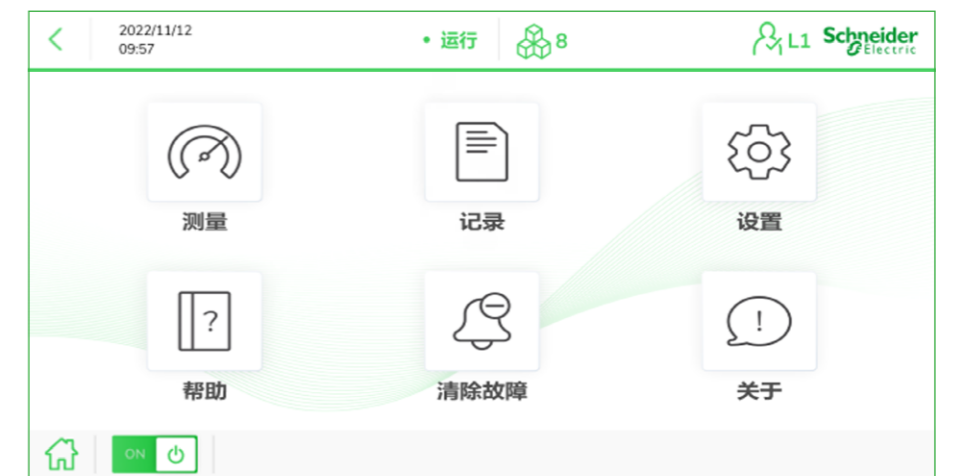 2022/11/12
09:57
• 运行
8
L1
Schneider
Electric
测量
记录
设置
?
!
帮助
清除故障
关于
ON